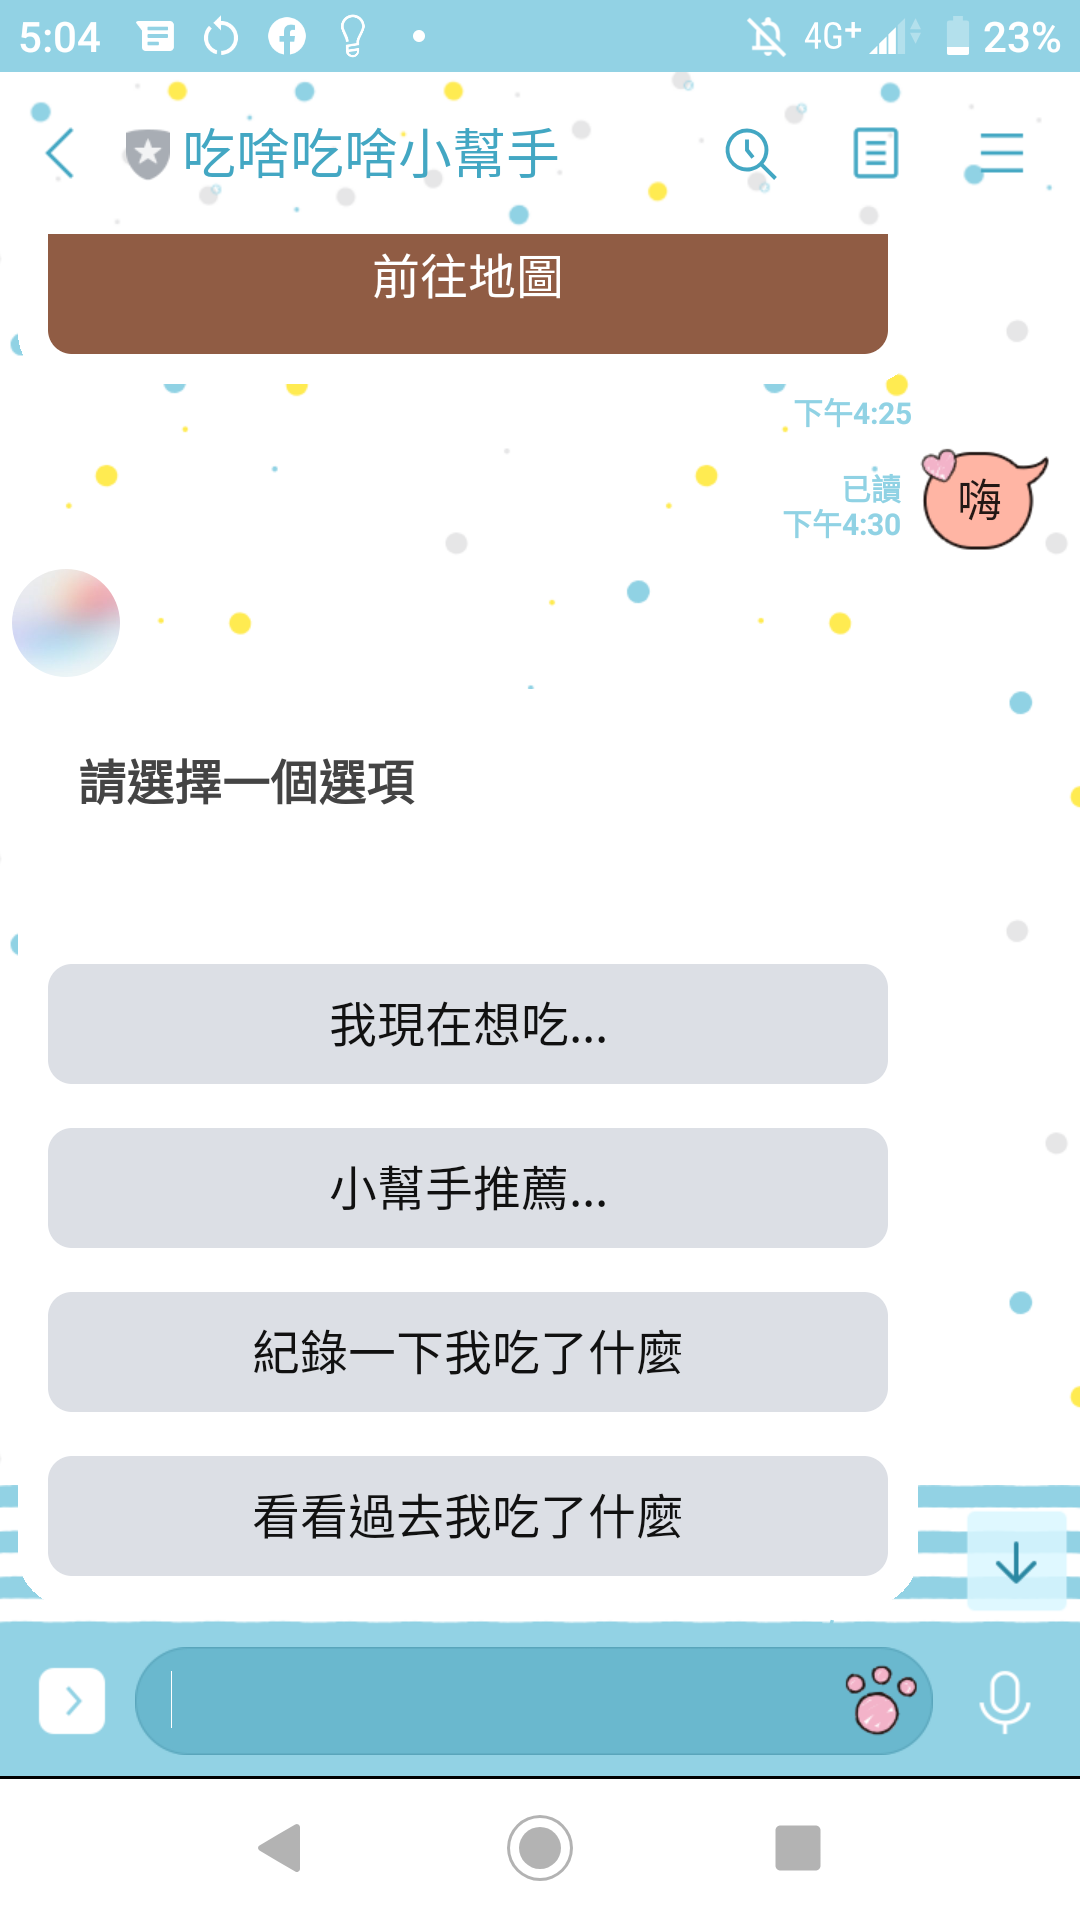 5:04 4G+ 23%
吃啥吃啥小幫手
前往地圖
下午4:25
已讀
下午4:30
嗨
請選擇一個選項
我現在想吃...
小幫手推薦...
紀錄一下我吃了什麼
看看過去我吃了什麼